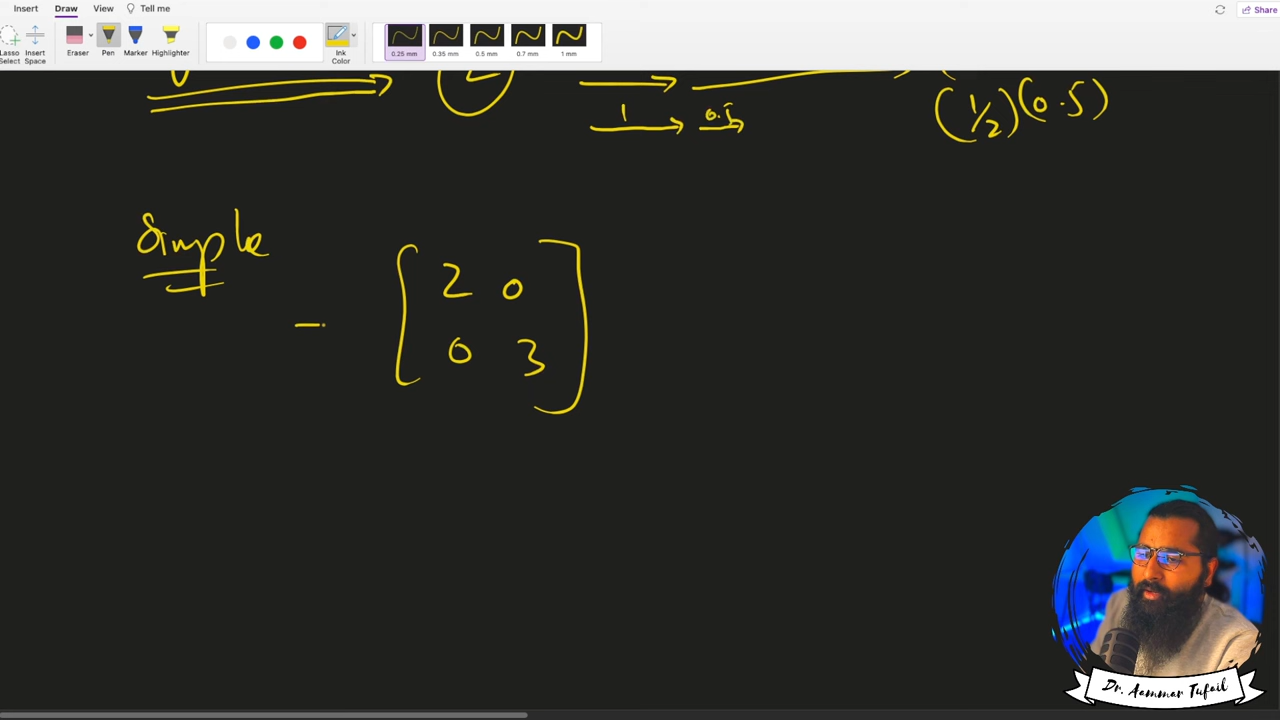 Insert Draw View Tell me Share
Lasso Select
Insert Space
Eraser Pen Marker Highlighter
Ink Color
0.25 mm 0.35 mm 0.5 mm 0.7 mm 1 mm
1 0.5
(1/2)(0.5)
Simple
2 0
0 3
Dr. Aammar Tufail